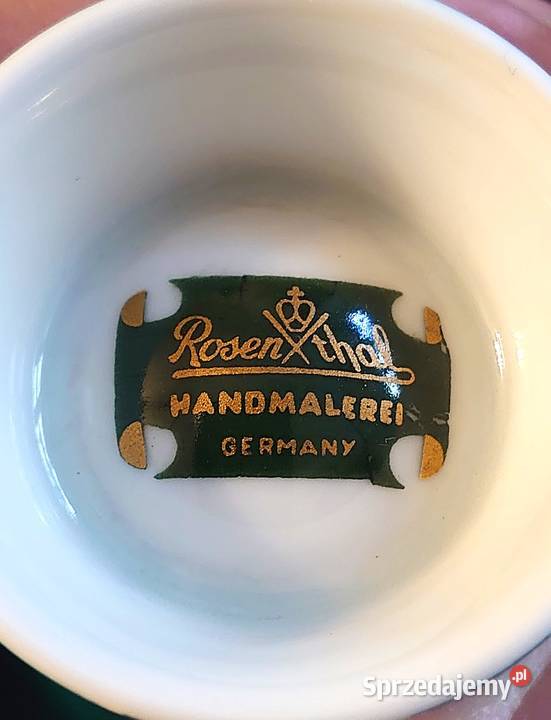 Rosenthal
HANDMALEREI
GERMANY
Sprzedajemy.pl